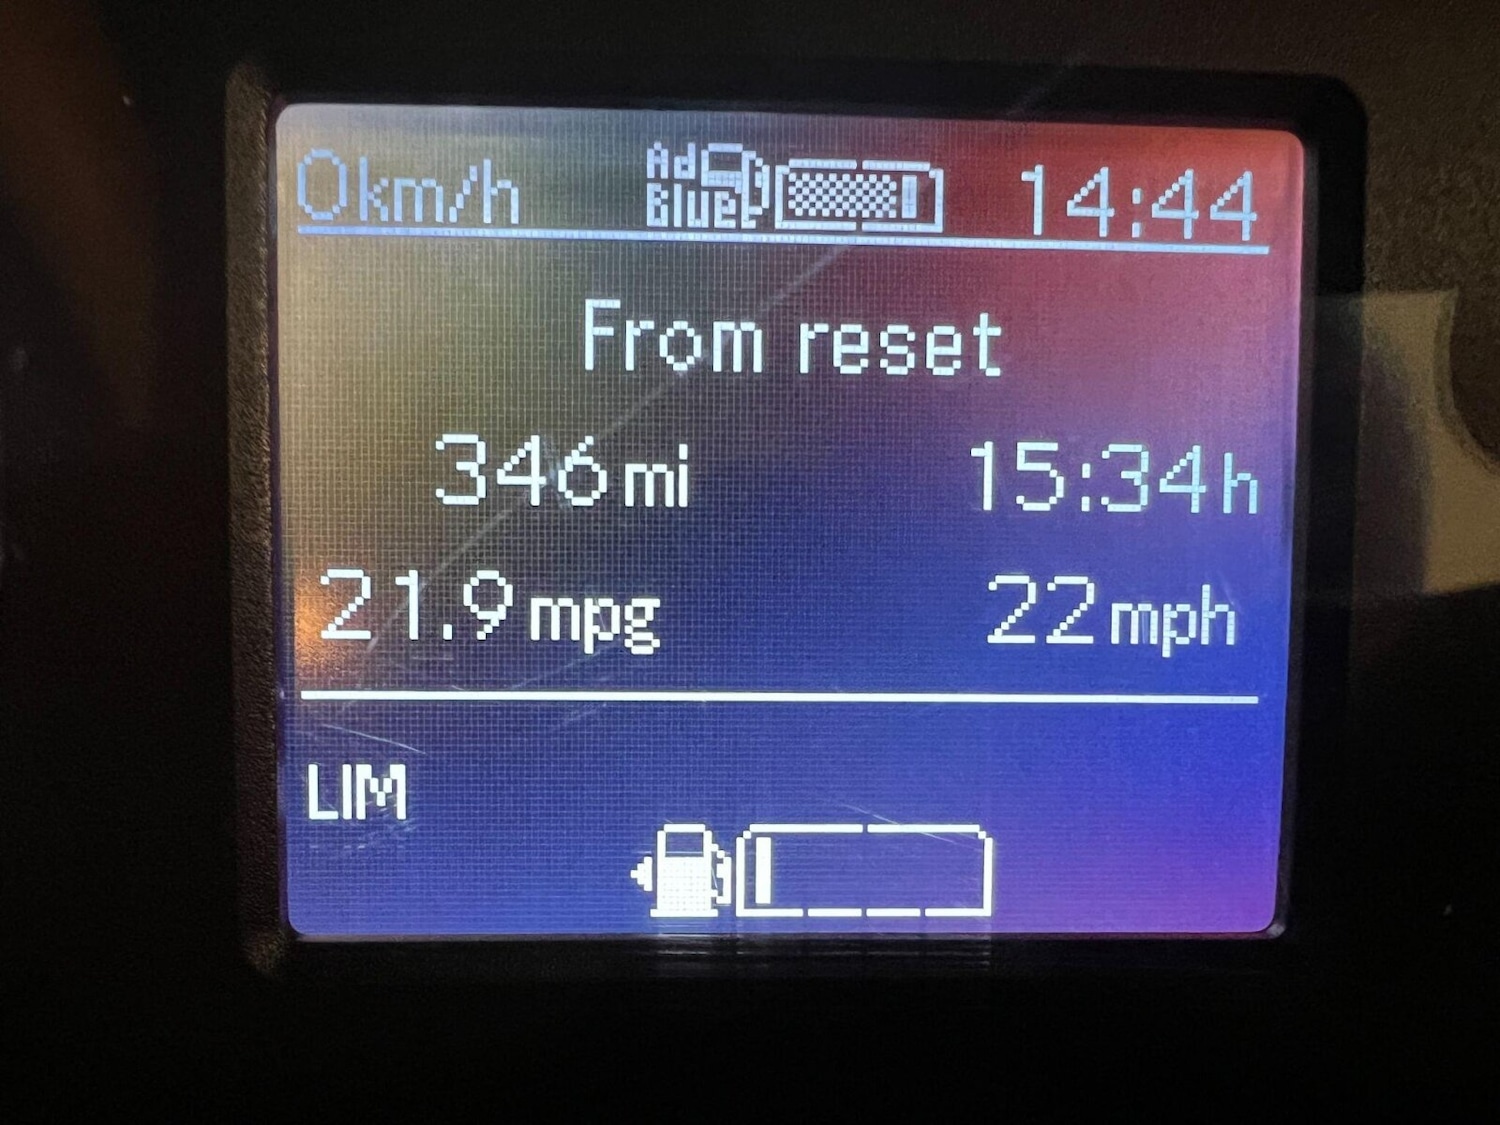 0km/h AdBlue 14:44
From reset
346mi 15:34h
21.9mpg 22mph
LIM